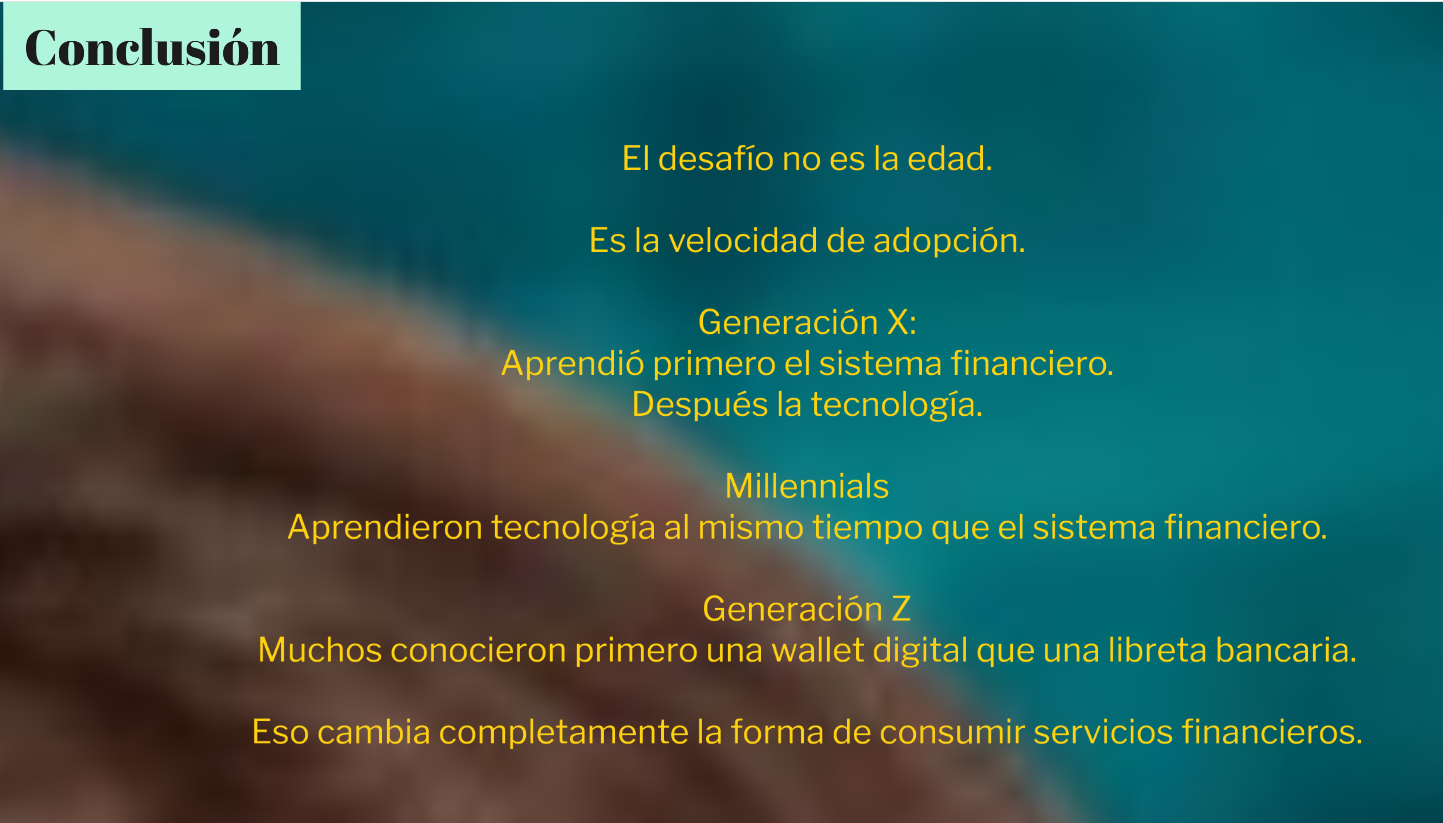 Conclusión
El desafío no es la edad.
Es la velocidad de adopción.
Generación X:
Aprendió primero el sistema financiero.
Después la tecnología.
Millennials
Aprendieron tecnología al mismo tiempo que el sistema financiero.
Generación Z
Muchos conocieron primero una wallet digital que una libreta bancaria.
Eso cambia completamente la forma de consumir servicios financieros.